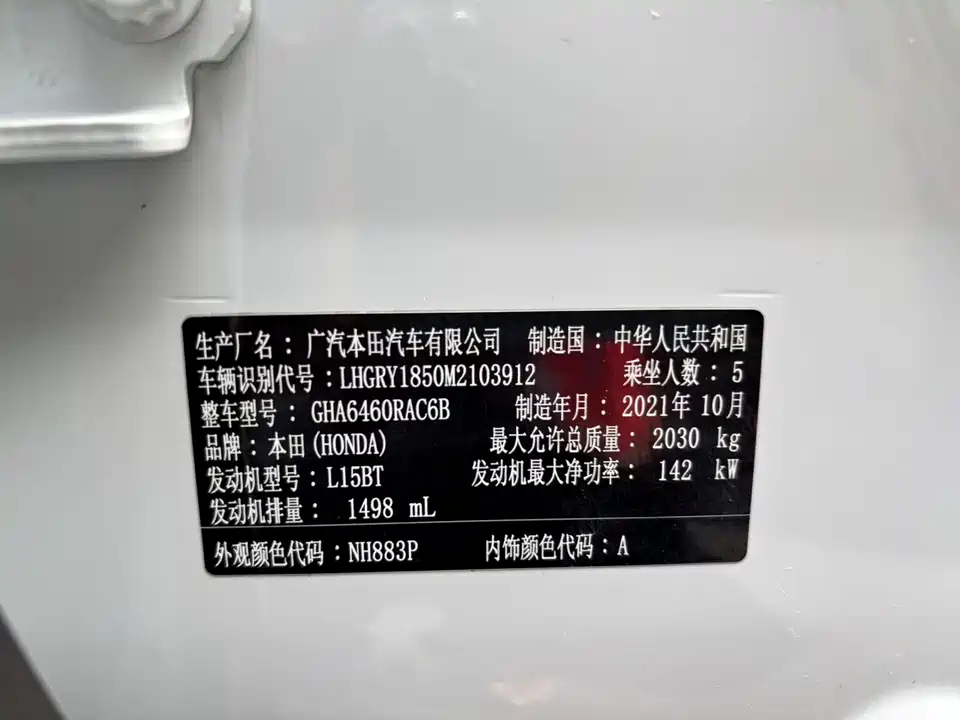 生产厂名：广汽本田汽车有限公司 制造国：中华人民共和国
车辆识别代号：LHGRY1850M2103912 乘坐人数：5
整车型号：GHA6460RAC6B 制造年月：2021年10月
品牌：本田(HONDA) 最大允许总质量：2030 kg
发动机型号：L15BT 发动机最大净功率：142 kW
发动机排量：1498 mL
外观颜色代码：NH883P 内饰颜色代码：A